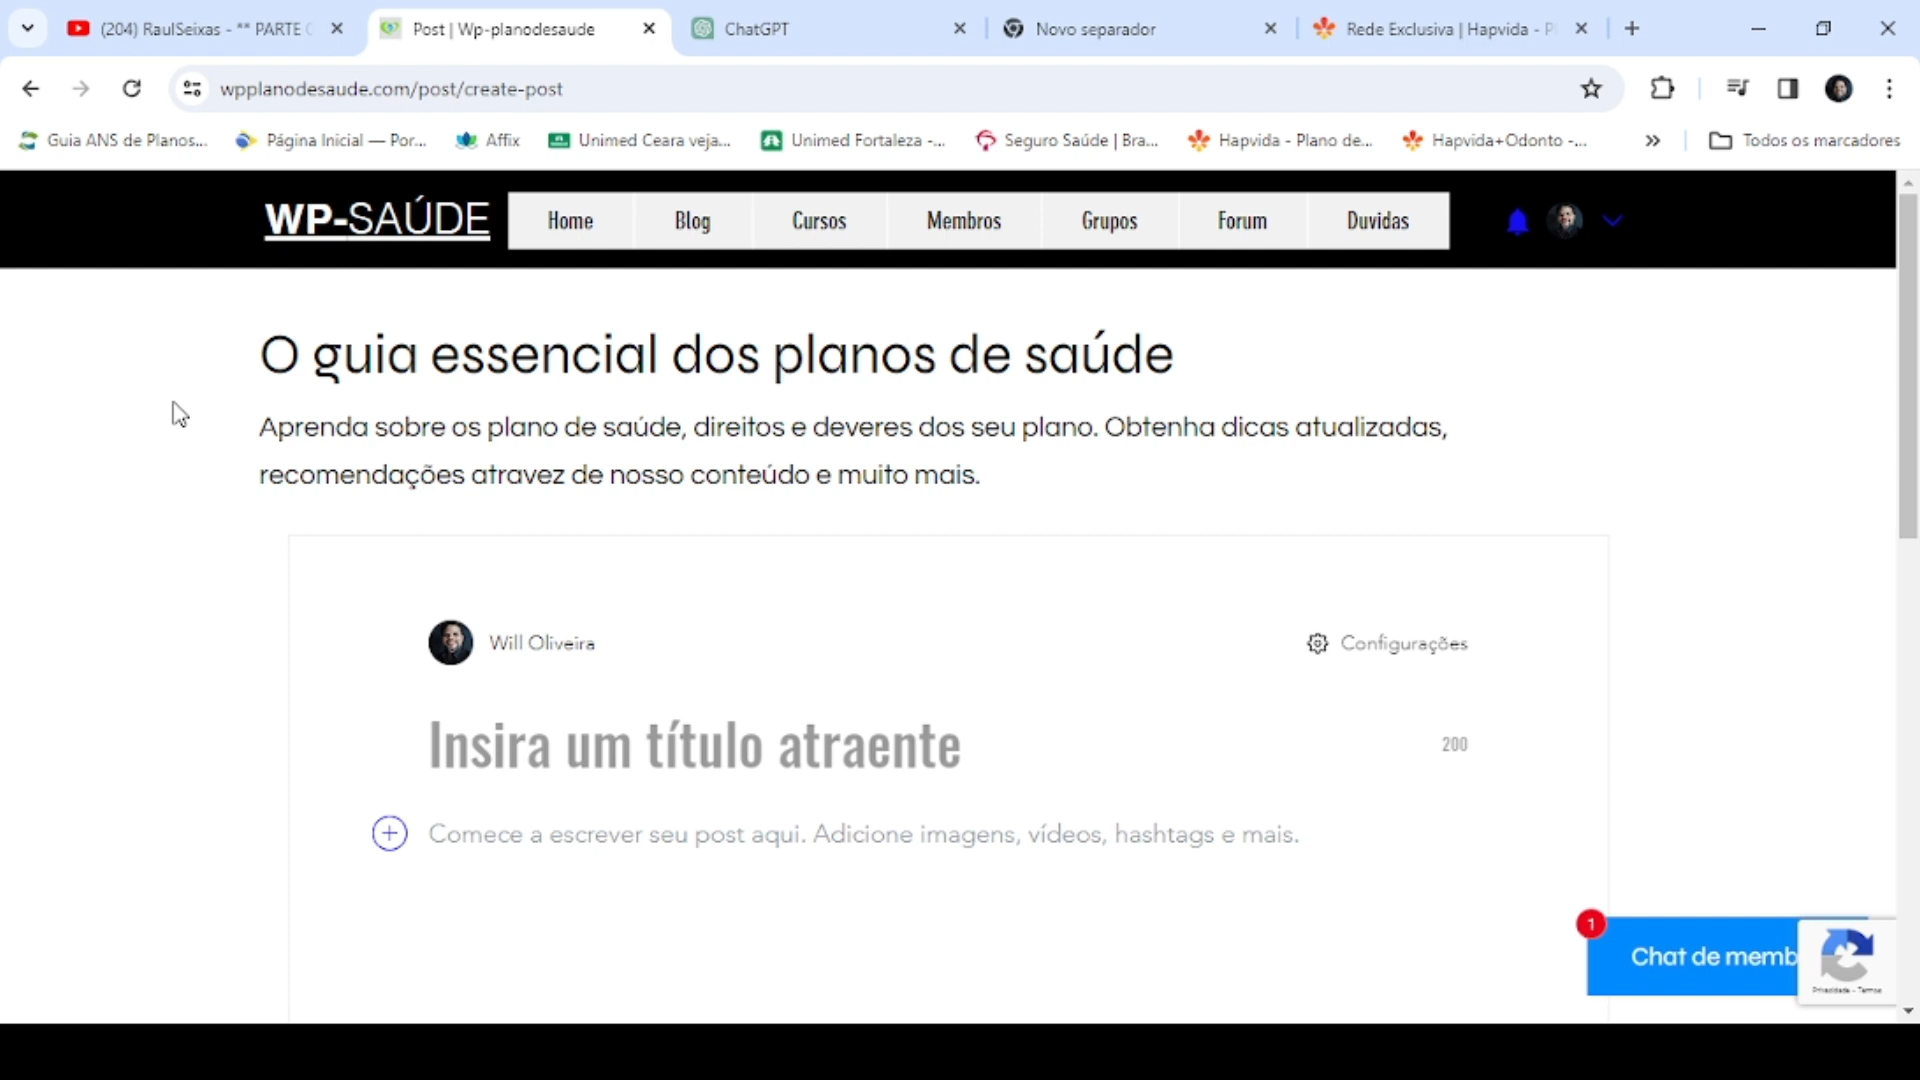 (204) RaulSeixas - ** PARTE
Post | Wp-planodesaude
ChatGPT
Novo separador
Rede Exclusiva | Hapvida - P
wpplanodesaude.com/post/create-post
Guia ANS de Planos...
Página Inicial — Por...
Affix
Unimed Ceara veja...
Unimed Fortaleza -...
Seguro Saúde | Bra...
Hapvida - Plano de...
Hapvida+Odonto -...
»
Todos os marcadores
WP-SAÚDE
Home
Blog
Cursos
Membros
Grupos
Forum
Duvidas
O guia essencial dos planos de saúde
Aprenda sobre os plano de saúde, direitos e deveres dos seu plano. Obtenha dicas atualizadas,
recomendações atravez de nosso conteúdo e muito mais.
Will Oliveira
Configurações
Insira um título atraente
200
Comece a escrever seu post aqui. Adicione imagens, vídeos, hashtags e mais.
1
Chat de memb
Privacidade - Termos